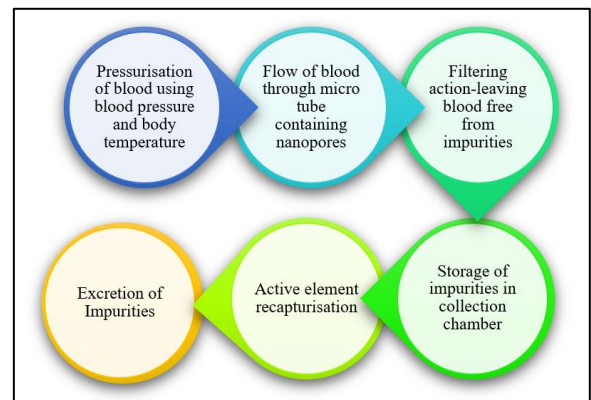 Pressurisation
of blood using
blood pressure
and body
temperature
Flow of blood
through micro
tube
containing
nanopores
Filtering
action-leaving
blood free
from
impurities
Storage of
impurities in
collection
chamber
Active element
recapturisation
Excretion of
Impurities